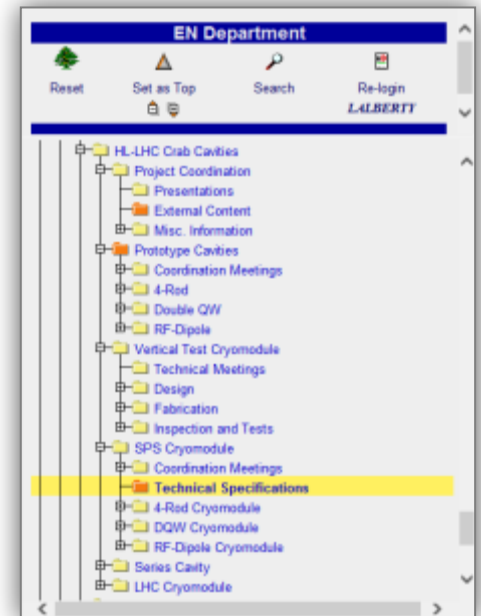 EN Department
Reset Set as Top Search Re-login
LALBERTY
HL-LHC Crab Cavities
Project Coordination
Presentations
External Content
Misc. Information
Prototype Cavities
Coordination Meetings
4-Rod
Double QW
RF-Dipole
Vertical Test Cryomodule
Technical Meetings
Design
Fabrication
Inspection and Tests
SPS Cryomodule
Coordination Meetings
Technical Specifications
4-Rod Cryomodule
DQW Cryomodule
RF-Dipole Cryomodule
Series Cavity
LHC Cryomodule